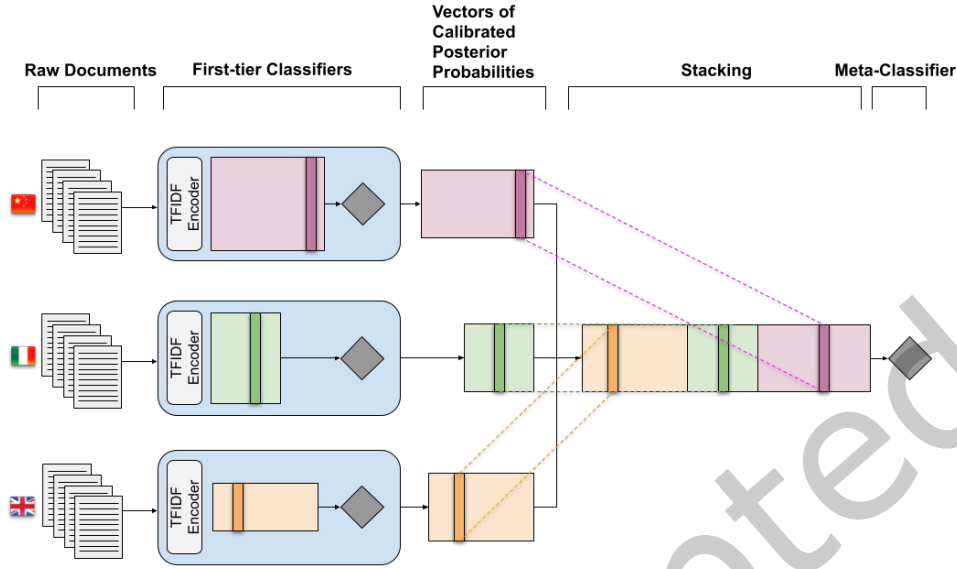 Vectors of
Calibrated
Posterior
Probabilities
Raw Documents
First-tier Classifiers
Stacking
Meta-Classifier
TFIDF
Encoder
TFIDF
Encoder
TFIDF
Encoder